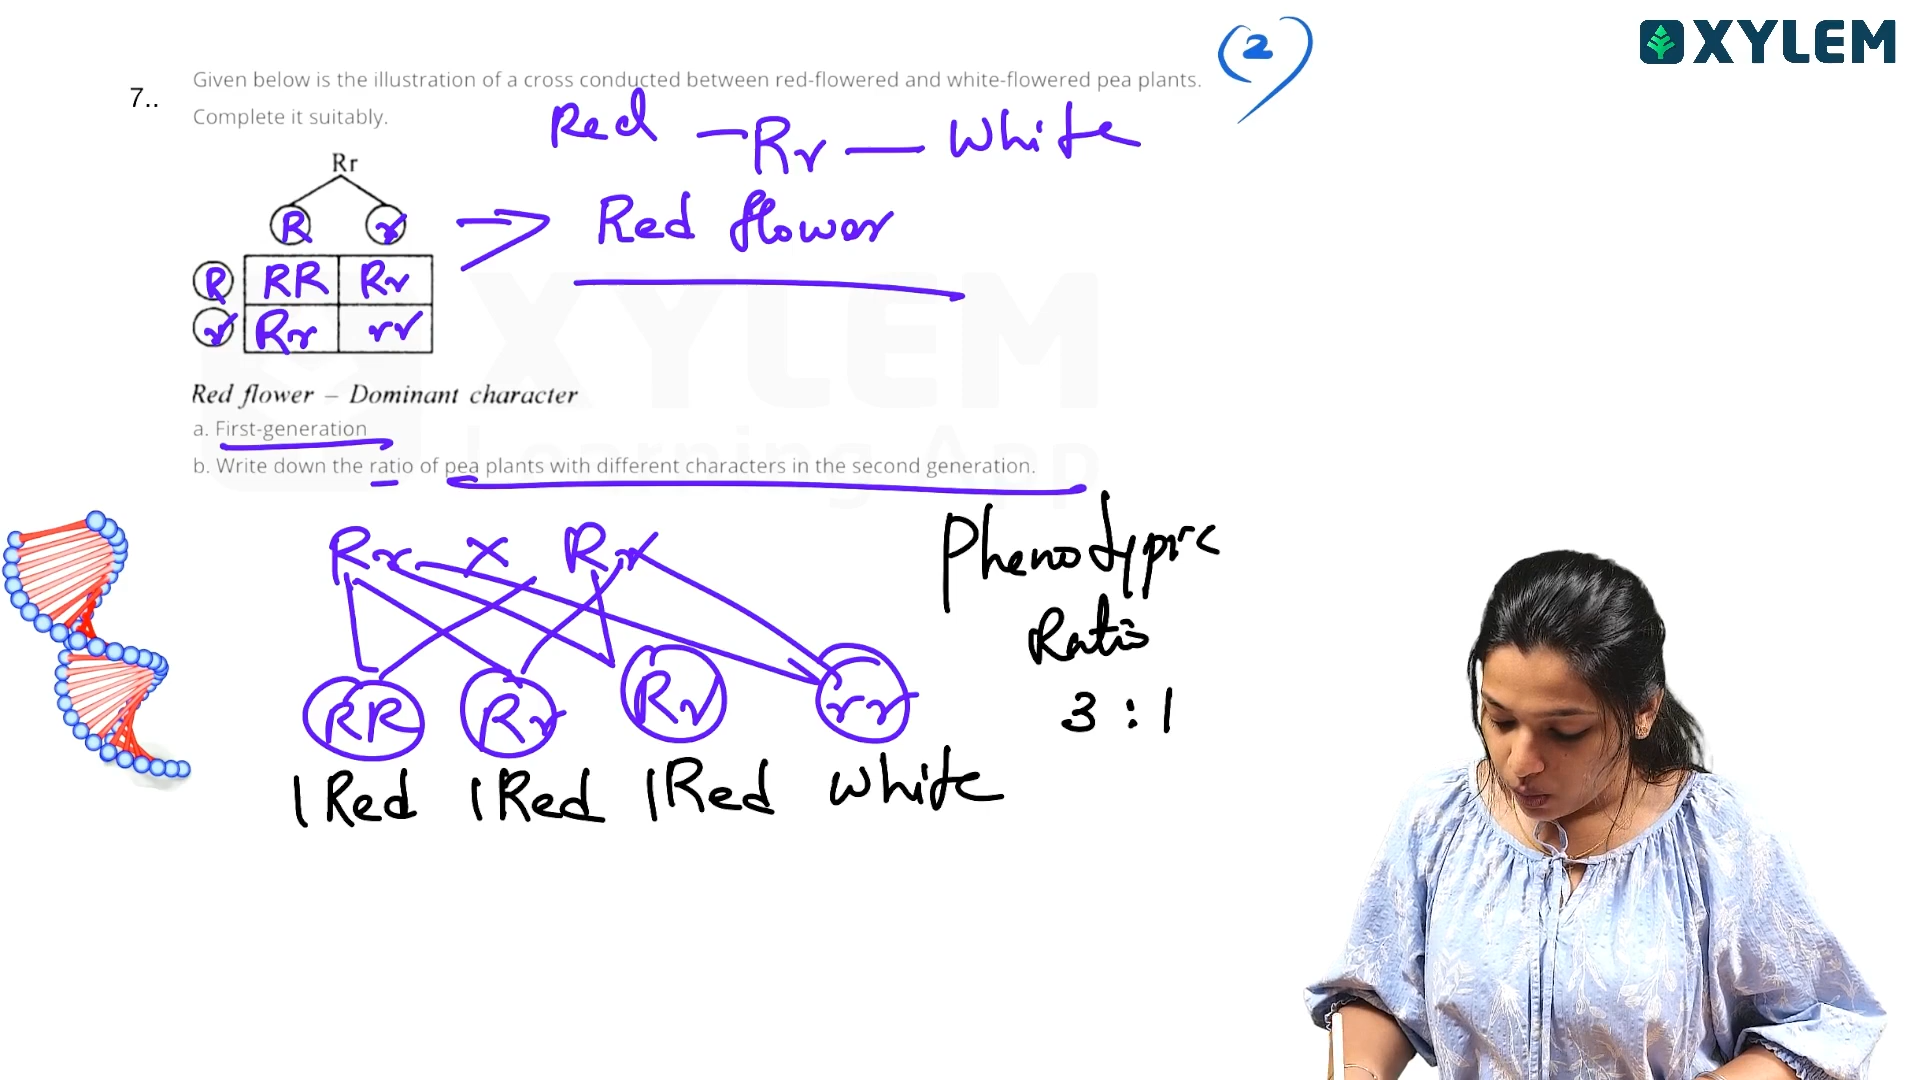 XYLEM
(2)
7.. Given below is the illustration of a cross conducted between red-flowered and white-flowered pea plants.
Complete it suitably.
Red — Rr — White
Rr
R r
Red flower
R RR Rr
r Rr rr
XYLEM
Learning App
Red flower – Dominant character
a. First-generation
b. Write down the ratio of pea plants with different characters in the second generation.
Rr x Rr
Phenotypic
Ratio
3 : 1
RR Rr Rr rr
1 Red 1 Red 1 Red White